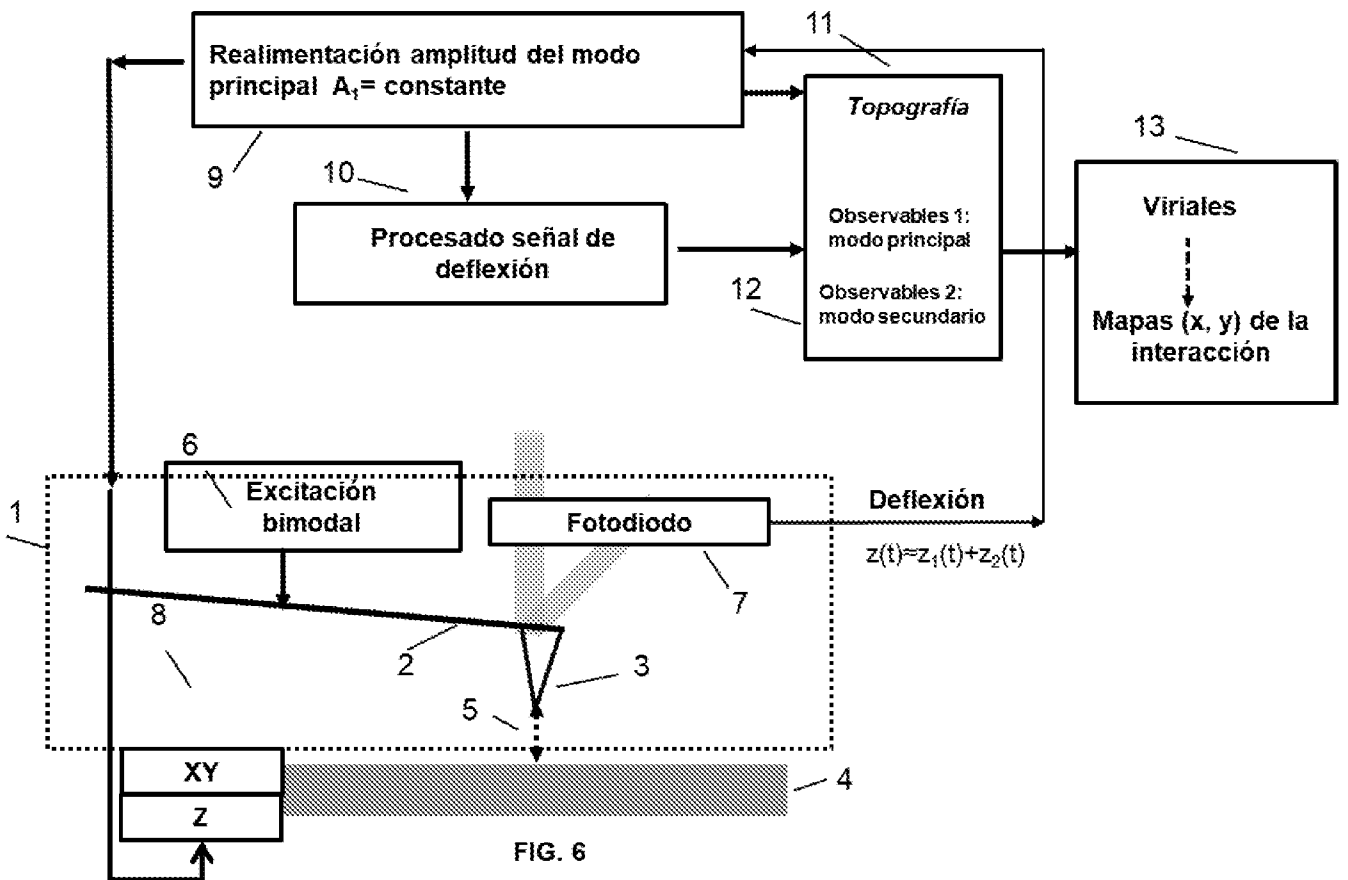 Realimentación amplitud del modo
principal A₁= constante
9
10
Procesado señal de
deflexión
11
Topografía
Observables 1:
modo principal
Observables 2:
modo secundario
12
13
Viriales
Mapas (x, y) de la
interacción
1
6
Excitación
bimodal
Fotodiodo
7
Deflexión
z(t)≈z₁(t)+z₂(t)
8
2
3
5
XY
Z
4
FIG. 6